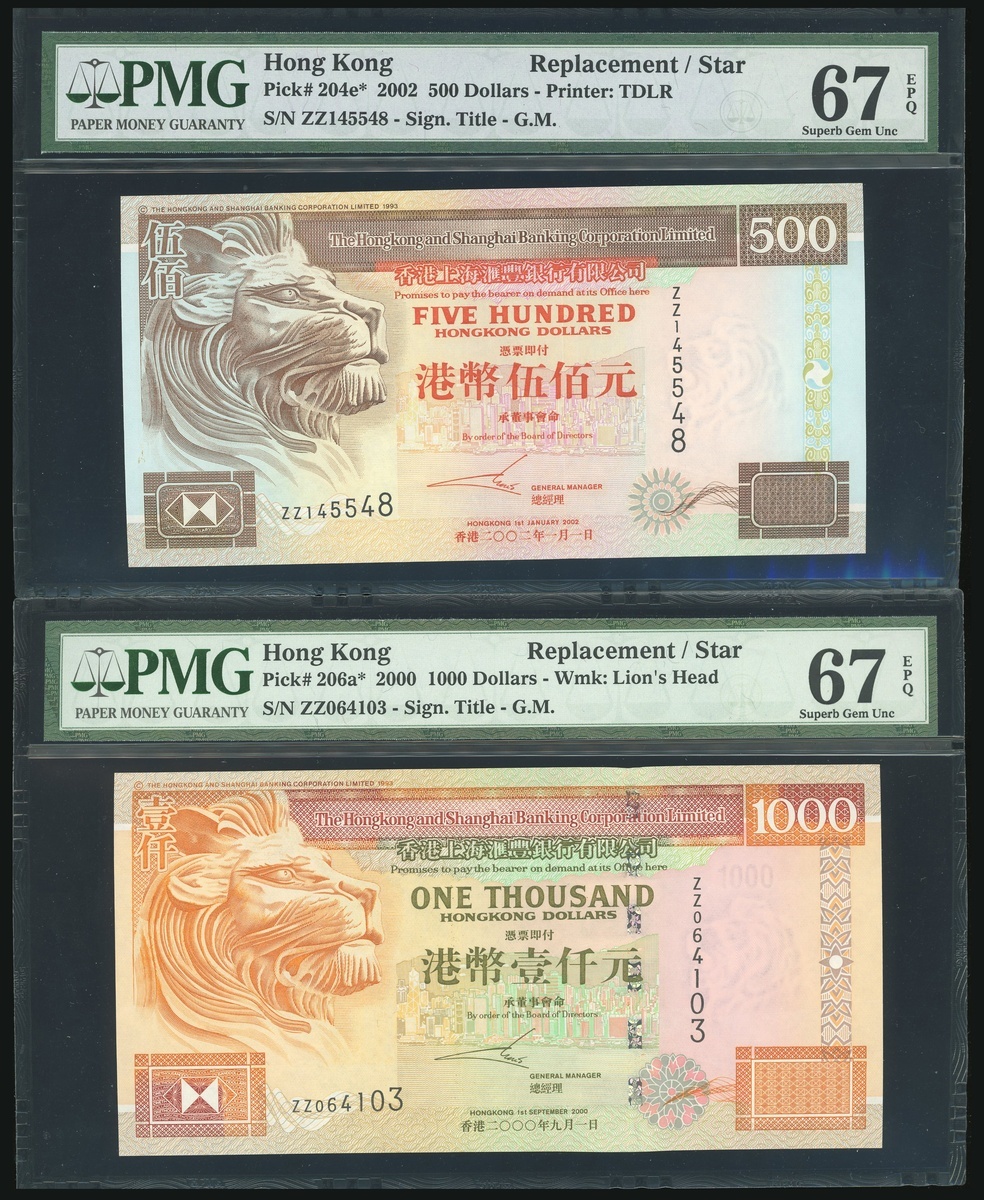 PMG
PAPER MONEY GUARANTY
Hong Kong Replacement / Star
Pick# 204e* 2002 500 Dollars - Printer: TDLR
S/N ZZ145548 - Sign. Title - G.M.
67 EPQ
Superb Gem Unc
© THE HONGKONG AND SHANGHAI BANKING CORPORATION LIMITED 1993
伍佰
The Hongkong and Shanghai Banking Corporation Limited
500
香港上海滙豐銀行有限公司
Promises to pay the bearer on demand at its Office here
FIVE HUNDRED
HONGKONG DOLLARS
憑票即付
港幣伍佰元
承董事會命
By order of the Board of Directors
ZZ145548
GENERAL MANAGER
總經理
ZZ145548
HONGKONG 1st JANUARY 2002
香港二〇〇二年一月一日
PMG
PAPER MONEY GUARANTY
Hong Kong Replacement / Star
Pick# 206a* 2000 1000 Dollars - Wmk: Lion's Head
S/N ZZ064103 - Sign. Title - G.M.
67 EPQ
Superb Gem Unc
© THE HONGKONG AND SHANGHAI BANKING CORPORATION LIMITED 1993
壹仟
The Hongkong and Shanghai Banking Corporation Limited
1000
香港上海滙豐銀行有限公司
Promises to pay the bearer on demand at its Office here
ONE THOUSAND
HONGKONG DOLLARS
憑票即付
港幣壹仟元
承董事會命
By order of the Board of Directors
ZZ064103
1000
GENERAL MANAGER
總經理
ZZ064103
HONGKONG 1st SEPTEMBER 2000
香港二〇〇〇年九月一日